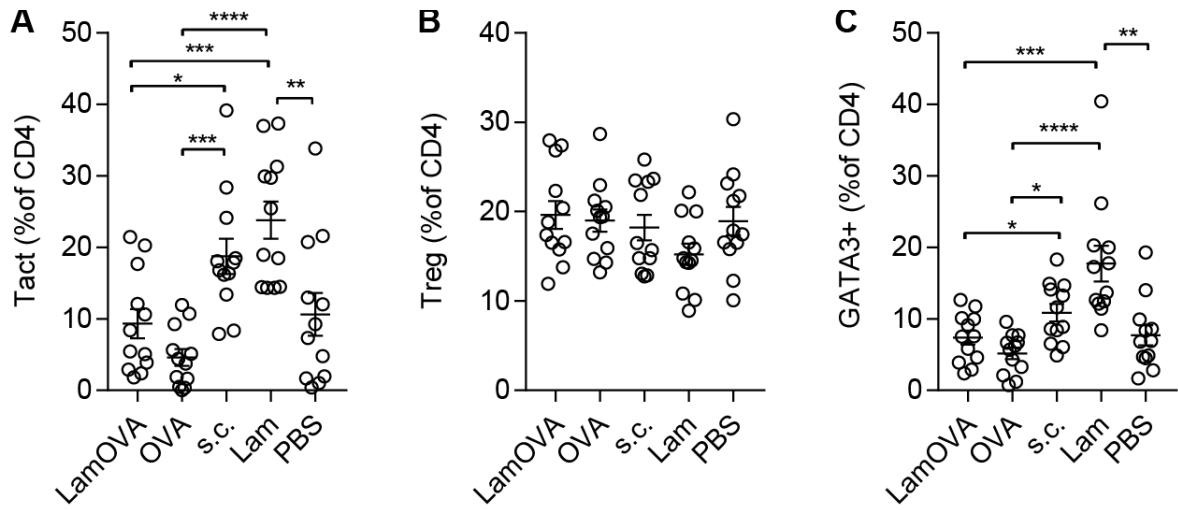 A
Tact (%of CD4)
50
40
30
20
10
0
****
***
*
**
***
LamOVA
OVA
s.c.
Lam
PBS
B
Treg (%of CD4)
40
30
20
10
0
LamOVA
OVA
s.c.
Lam
PBS
C
GATA3+ (%of CD4)
50
40
30
20
10
0
**
***
****
*
*
LamOVA
OVA
s.c.
Lam
PBS